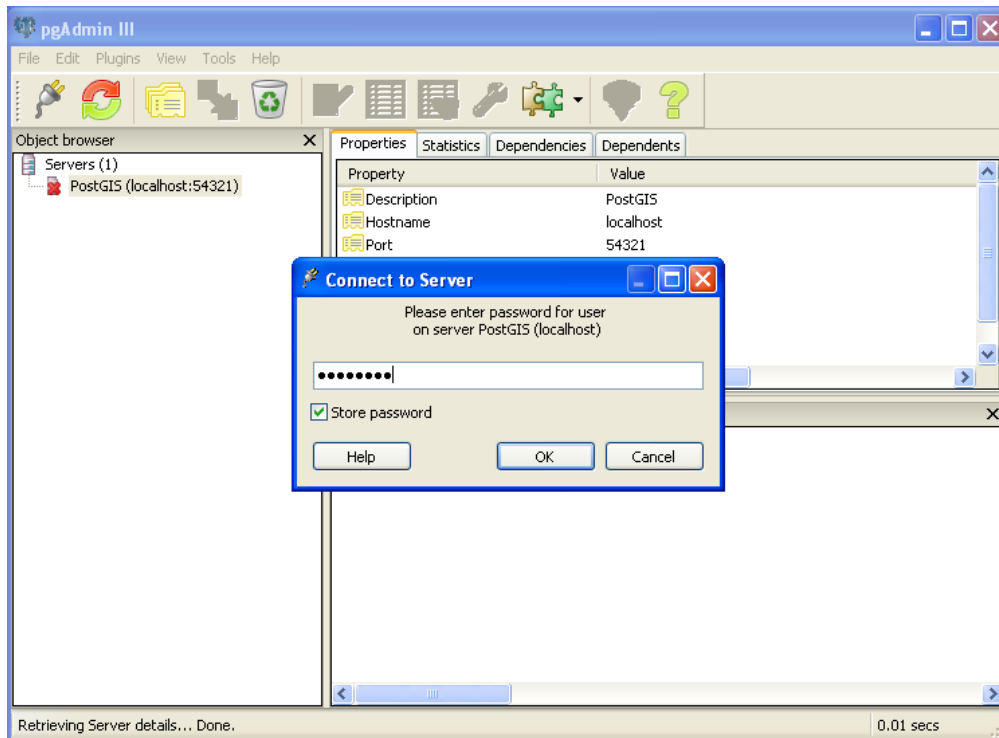 pgAdmin III
File Edit Plugins View Tools Help
Object browser
Servers (1)
PostGIS (localhost:54321)
Properties Statistics Dependencies Dependents
Property Value
Description PostGIS
Hostname localhost
Port 54321
Connect to Server
Please enter password for user
on server PostGIS (localhost)
••••••••
Store password
Help OK Cancel
Retrieving Server details... Done. 0.01 secs